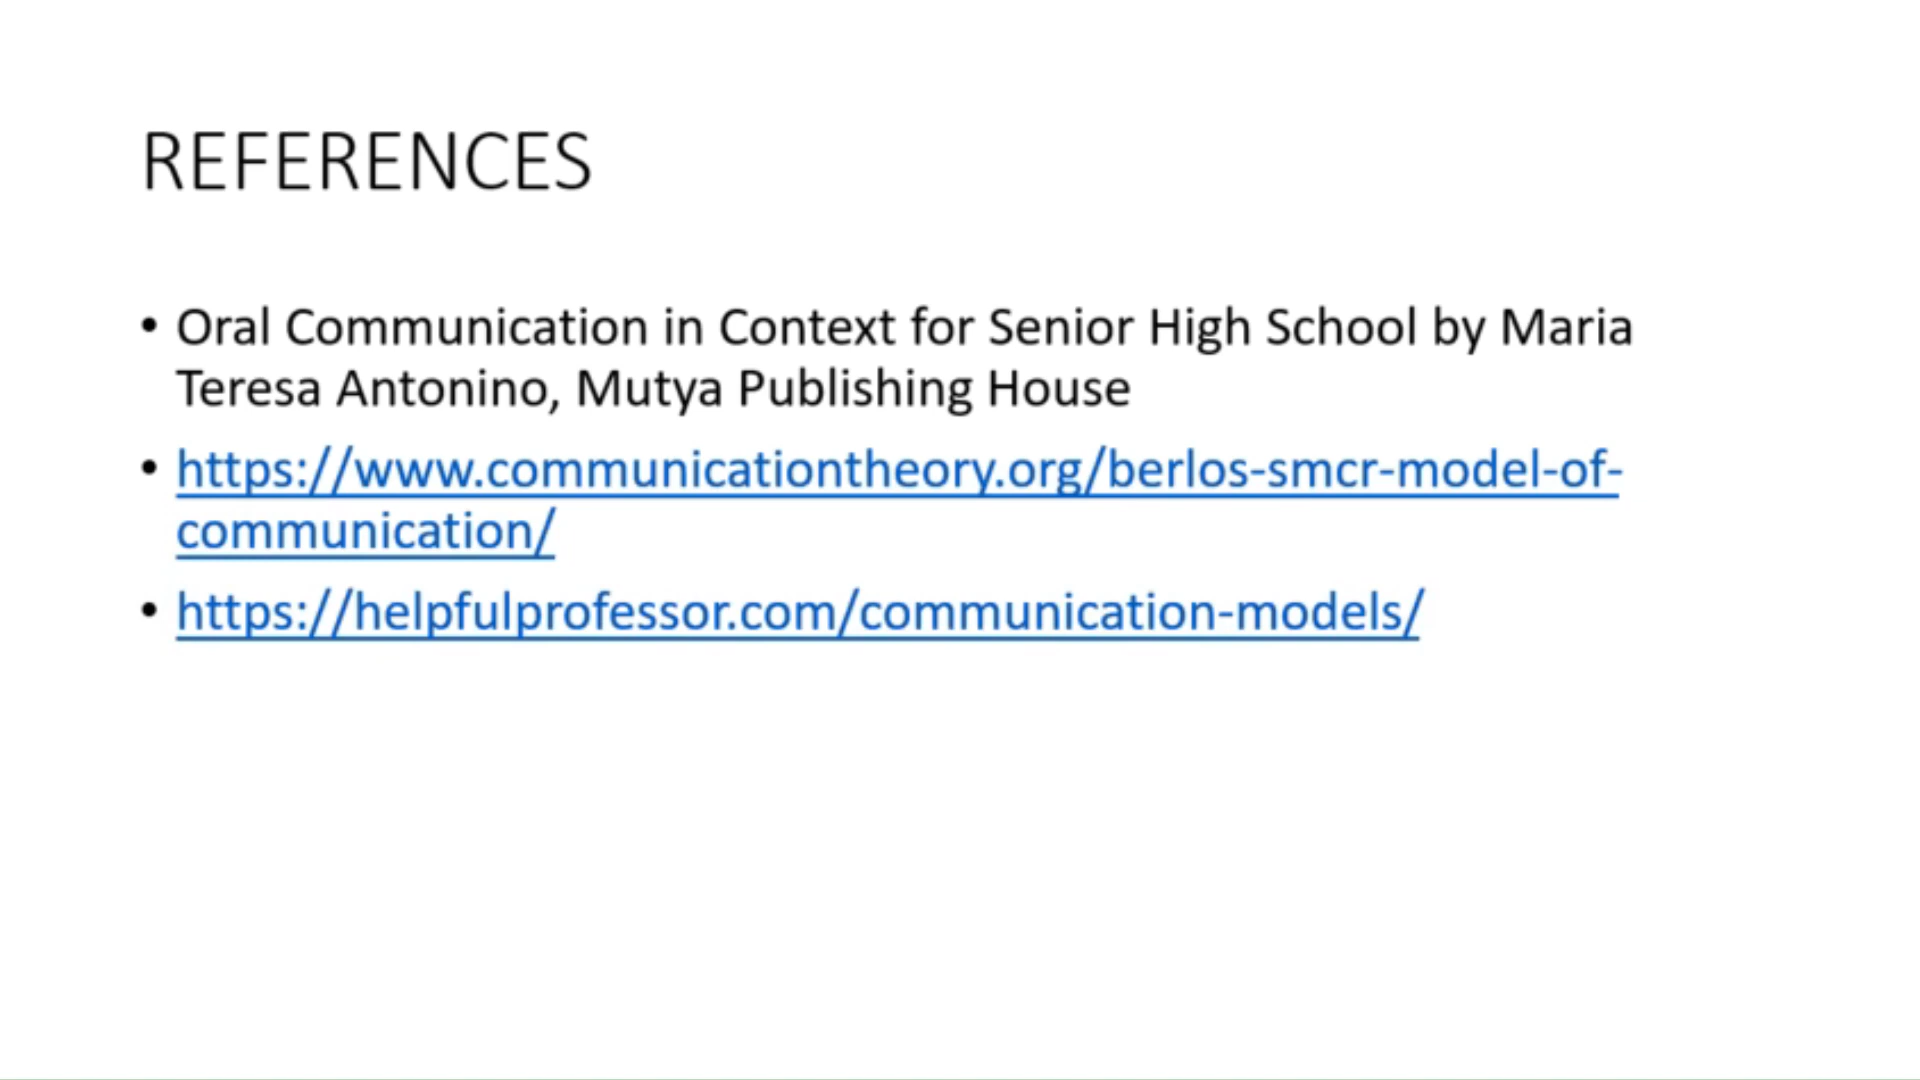 REFERENCES
• Oral Communication in Context for Senior High School by Maria
Teresa Antonino, Mutya Publishing House
• https://www.communicationtheory.org/berlos-smcr-model-of-
communication/
• https://helpfulprofessor.com/communication-models/